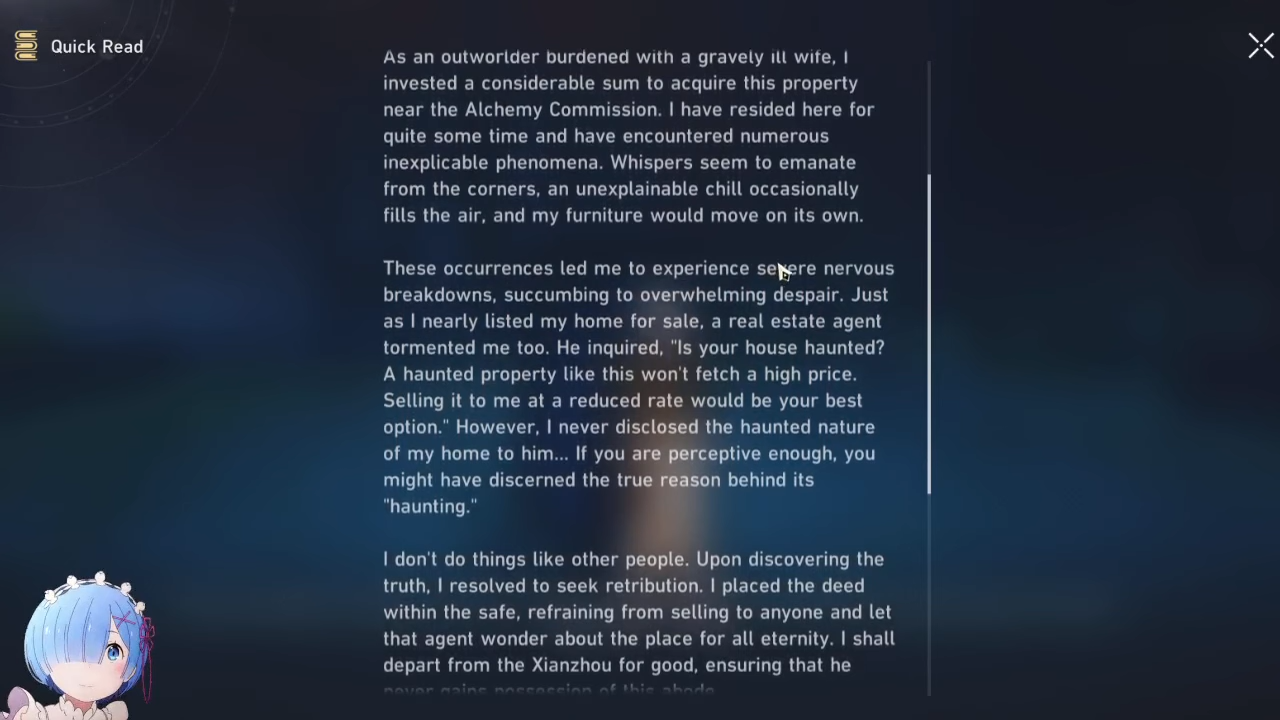 Quick Read
As an outworlder burdened with a gravely ill wife, I
invested a considerable sum to acquire this property
near the Alchemy Commission. I have resided here for
quite some time and have encountered numerous
inexplicable phenomena. Whispers seem to emanate
from the corners, an unexplainable chill occasionally
fills the air, and my furniture would move on its own.
These occurrences led me to experience severe nervous
breakdowns, succumbing to overwhelming despair. Just
as I nearly listed my home for sale, a real estate agent
tormented me too. He inquired, "Is your house haunted?
A haunted property like this won't fetch a high price.
Selling it to me at a reduced rate would be your best
option." However, I never disclosed the haunted nature
of my home to him... If you are perceptive enough, you
might have discerned the true reason behind its
"haunting."
I don't do things like other people. Upon discovering the
truth, I resolved to seek retribution. I placed the deed
within the safe, refraining from selling to anyone and let
that agent wonder about the place for all eternity. I shall
depart from the Xianzhou for good, ensuring that he
never gains possession of this abode.